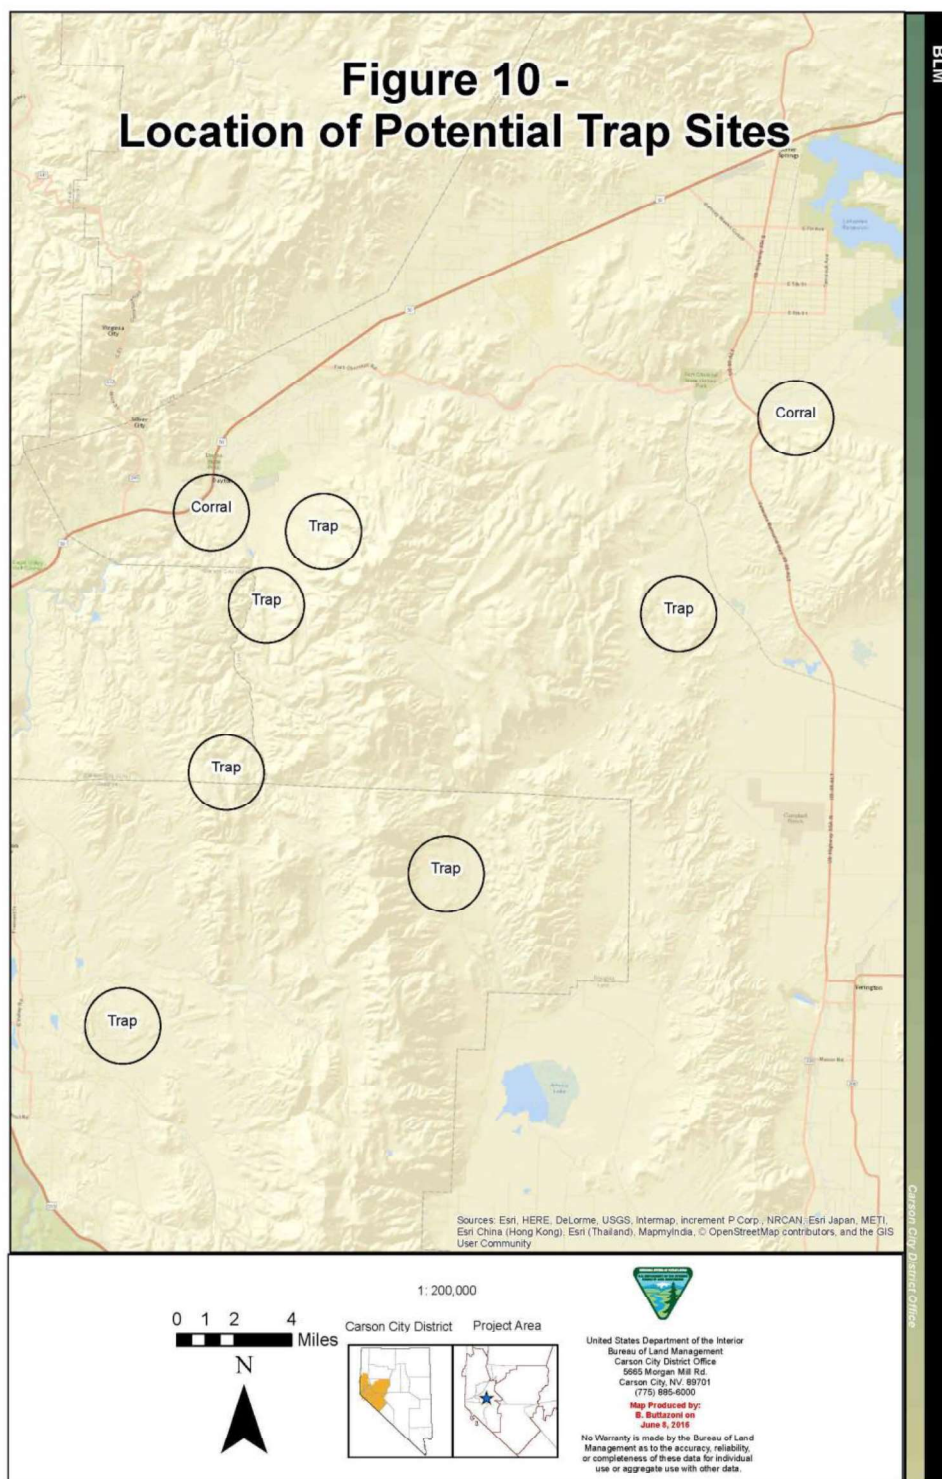 Figure 10 -
Location of Potential Trap Sites
BLM
Springs
Virginia
City
City
Corral
Corral
Trap
Trap
Trap
Trap
Trap
Trap
Yerington
Sources: Esri, HERE, DeLorme, USGS, Intermap, increment P Corp., NRCAN, Esri Japan, METI,
Esri China (Hong Kong), Esri (Thailand), MapmyIndia, © OpenStreetMap contributors, and the GIS
User Community
Carson City District Office
1: 200,000
0 1 2 4
Miles
N
Carson City District
Project Area
United States Department of the Interior
Bureau of Land Management
Carson City District Office
5665 Morgan Mill Rd.
Carson City, NV. 89701
(775) 885-6000
Map Produced by:
B. Buttazoni on
June 8, 2016
No Warranty is made by the Bureau of Land
Management as to the accuracy, reliability,
or completeness of these data for individual
use or aggregate use with other data.